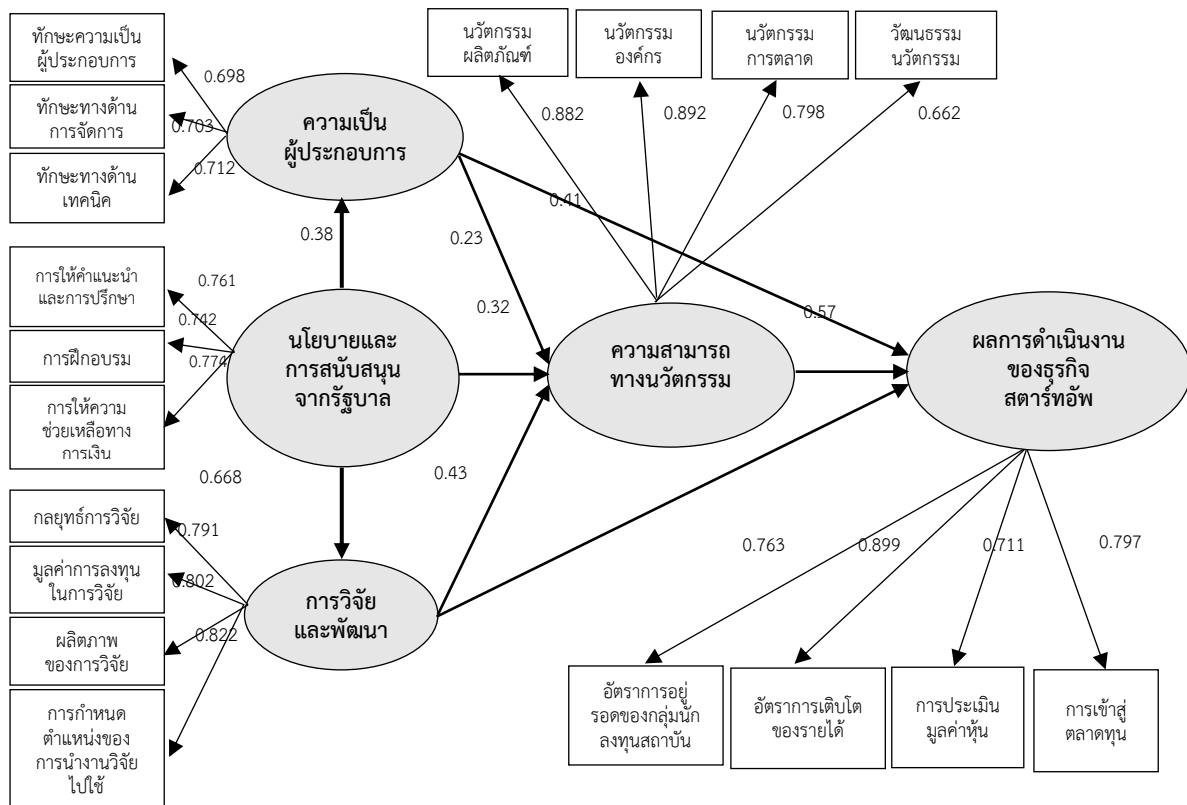 ทักษะความเป็น
ผู้ประกอบการ
ทักษะทางด้าน
การจัดการ
ทักษะทางด้าน
เทคนิค
0.698
0.703
0.712
ความเป็น
ผู้ประกอบการ
นวัตกรรม
ผลิตภัณฑ์
นวัตกรรม
องค์กร
นวัตกรรม
การตลาด
วัฒนธรรม
นวัตกรรม
0.882
0.892
0.798
0.662
0.38
0.23
0.41
0.32
0.57
การให้คำแนะนำ
และการปรึกษา
การฝึกอบรม
การให้ความ
ช่วยเหลือทาง
การเงิน
0.761
0.742
0.774
นโยบายและ
การสนับสนุน
จากรัฐบาล
ความสามารถ
ทางนวัตกรรม
ผลการดำเนินงาน
ของธุรกิจ
สตาร์ทอัพ
0.668
0.43
กลยุทธ์การวิจัย
มูลค่าการลงทุน
ในการวิจัย
ผลิตภาพ
ของการวิจัย
การกำหนด
ตำแหน่งของ
การนำงานวิจัย
ไปใช้
0.791
0.802
0.822
การวิจัย
และพัฒนา
0.763
0.899
0.711
0.797
อัตราการอยู่
รอดของกลุ่มนัก
ลงทุนสถาบัน
อัตราการเติบโต
ของรายได้
การประเมิน
มูลค่าหุ้น
การเข้าสู่
ตลาดทุน